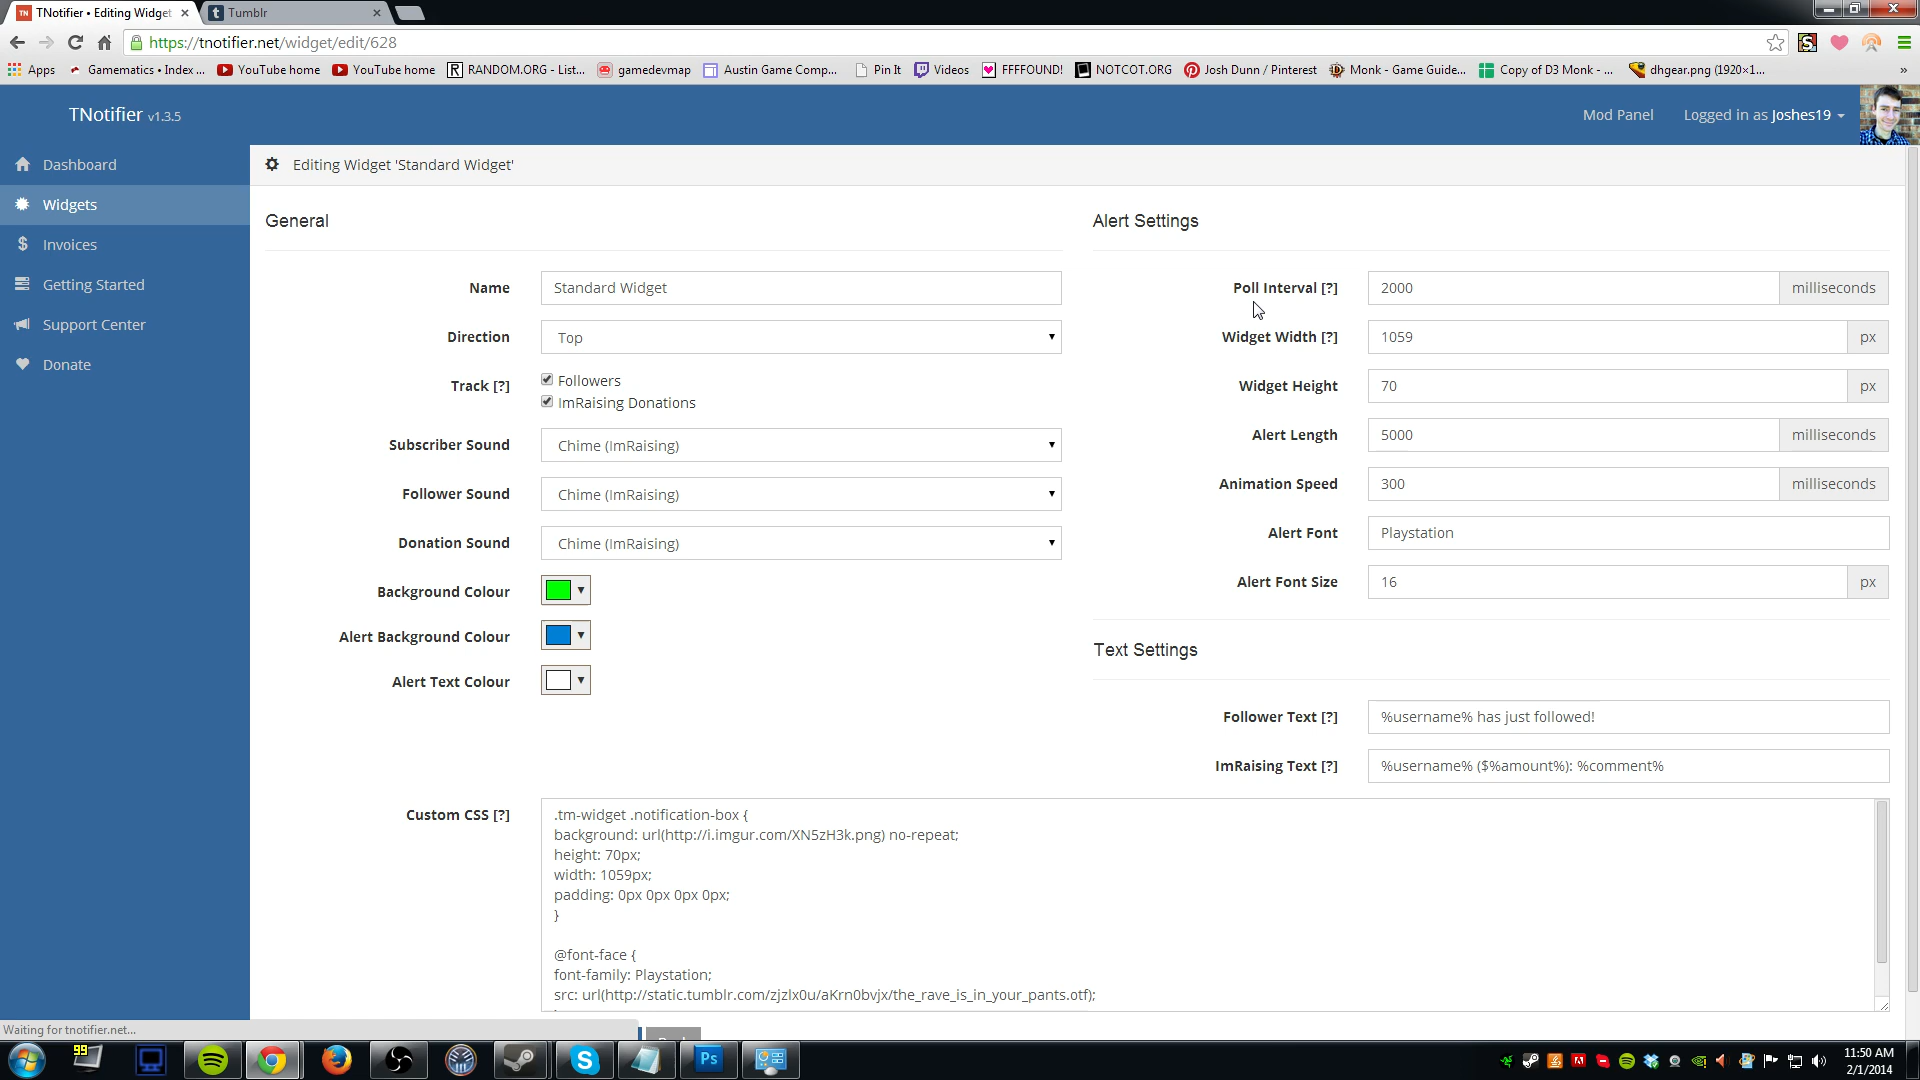 TNotifier • Editing Widget
Tumblr
https://tnotifier.net/widget/edit/628
Apps
Gamematics • Index ...
YouTube home
YouTube home
RANDOM.ORG - List...
gamedevmap
Austin Game Comp...
Pin It
Videos
FFFFOUND!
NOTCOT.ORG
Josh Dunn / Pinterest
Monk - Game Guide...
Copy of D3 Monk - ...
dhgear.png (1920×1...
»
TNotifier v1.3.5
Mod Panel
Logged in as Joshes19
Dashboard
Widgets
Invoices
Getting Started
Support Center
Donate
Editing Widget 'Standard Widget'
General
Name
Standard Widget
Direction
Top
Track [?]
Followers
ImRaising Donations
Subscriber Sound
Chime (ImRaising)
Follower Sound
Chime (ImRaising)
Donation Sound
Chime (ImRaising)
Background Colour
Alert Background Colour
Alert Text Colour
Alert Settings
Poll Interval [?]
2000
milliseconds
Widget Width [?]
1059
px
Widget Height
70
px
Alert Length
5000
milliseconds
Animation Speed
300
milliseconds
Alert Font
Playstation
Alert Font Size
16
px
Text Settings
Follower Text [?]
%username% has just followed!
ImRaising Text [?]
%username% ($%amount%): %comment%
Custom CSS [?]
.tm-widget .notification-box {
background: url(http://i.imgur.com/XN5zH3k.png) no-repeat;
height: 70px;
width: 1059px;
padding: 0px 0px 0px 0px;
}
@font-face {
font-family: Playstation;
src: url(http://static.tumblr.com/zjzlx0u/aKrn0bvjx/the_rave_is_in_your_pants.otf);
Waiting for tnotifier.net...
99
Ps
11:50 AM
2/1/2014